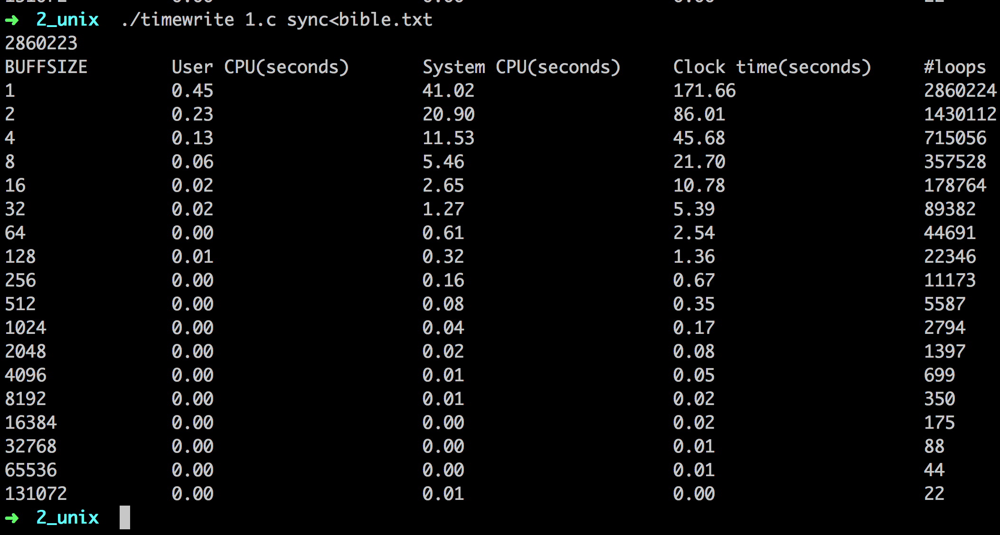 131072 0.00 0.00 0.00 22
➜ 2_unix ./timewrite 1.c sync<bible.txt
2860223
BUFFSIZE User CPU(seconds) System CPU(seconds) Clock time(seconds) #loops
1 0.45 41.02 171.66 2860224
2 0.23 20.90 86.01 1430112
4 0.13 11.53 45.68 715056
8 0.06 5.46 21.70 357528
16 0.02 2.65 10.78 178764
32 0.02 1.27 5.39 89382
64 0.00 0.61 2.54 44691
128 0.01 0.32 1.36 22346
256 0.00 0.16 0.67 11173
512 0.00 0.08 0.35 5587
1024 0.00 0.04 0.17 2794
2048 0.00 0.02 0.08 1397
4096 0.00 0.01 0.05 699
8192 0.00 0.01 0.02 350
16384 0.00 0.00 0.02 175
32768 0.00 0.00 0.01 88
65536 0.00 0.00 0.01 44
131072 0.00 0.01 0.00 22
➜ 2_unix